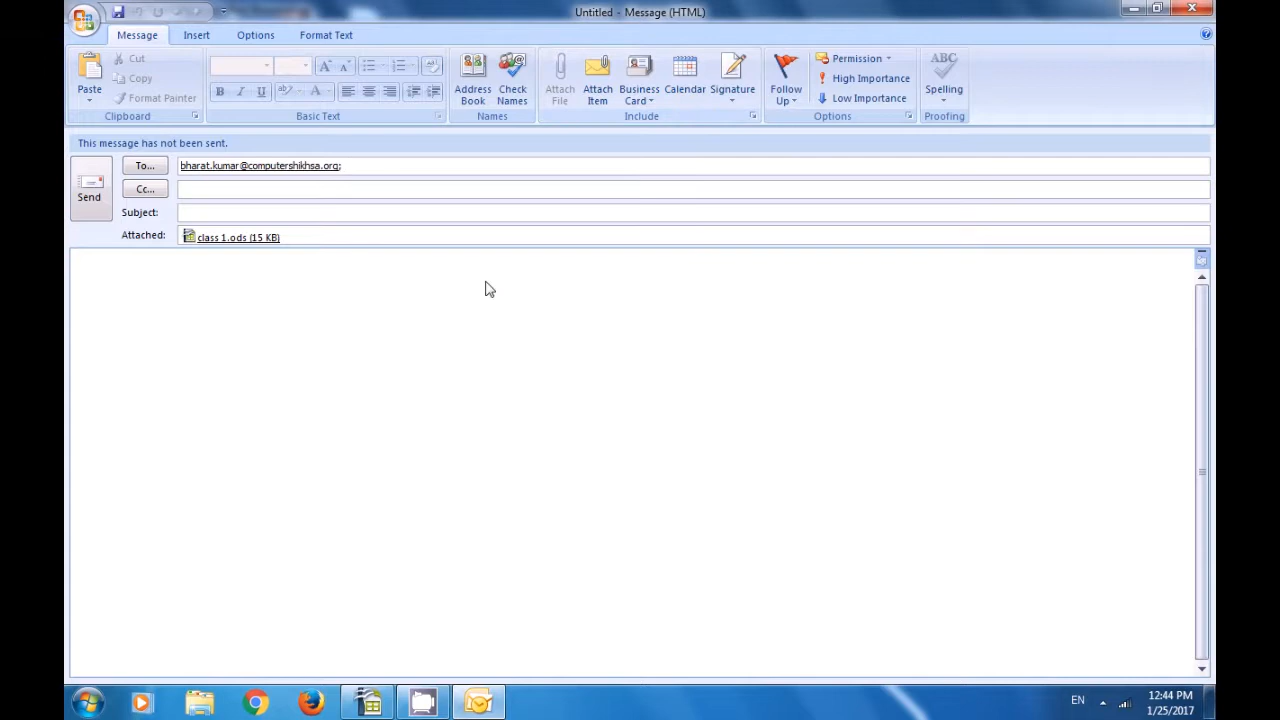 Untitled - Message (HTML)
Message Insert Options Format Text
Paste
Cut
Copy
Format Painter
Clipboard
B I U ab A
Basic Text
Address Book
Check Names
Names
Attach File
Attach Item
Business Card
Calendar
Signature
Include
Follow Up
Permission
High Importance
Low Importance
Options
ABC
Spelling
Proofing
This message has not been sent.
Send
To... bharat.kumar@computershikhsa.org;
Cc...
Subject:
Attached: class 1.ods (15 KB)
EN
12:44 PM
1/25/2017